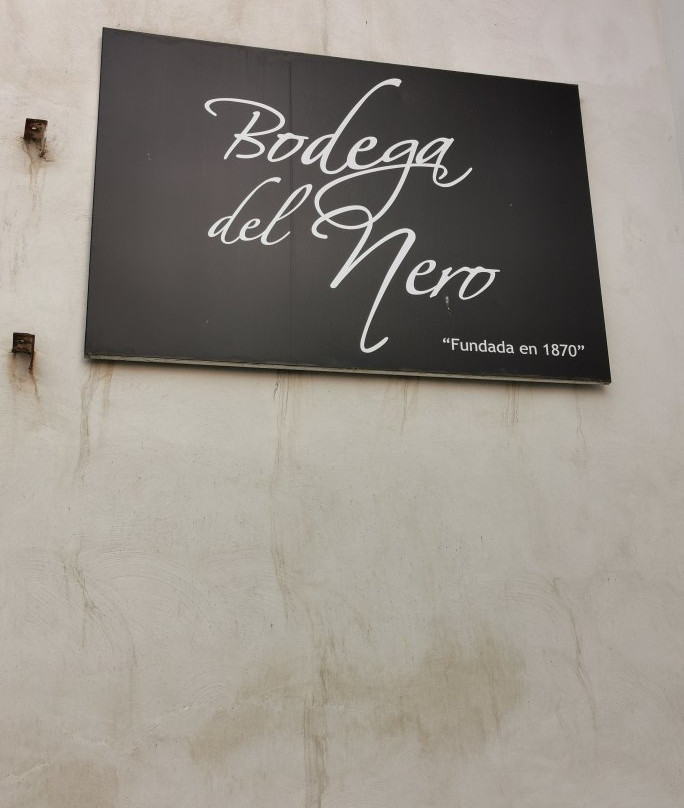 Bodega
del Nero
“Fundada en 1870”